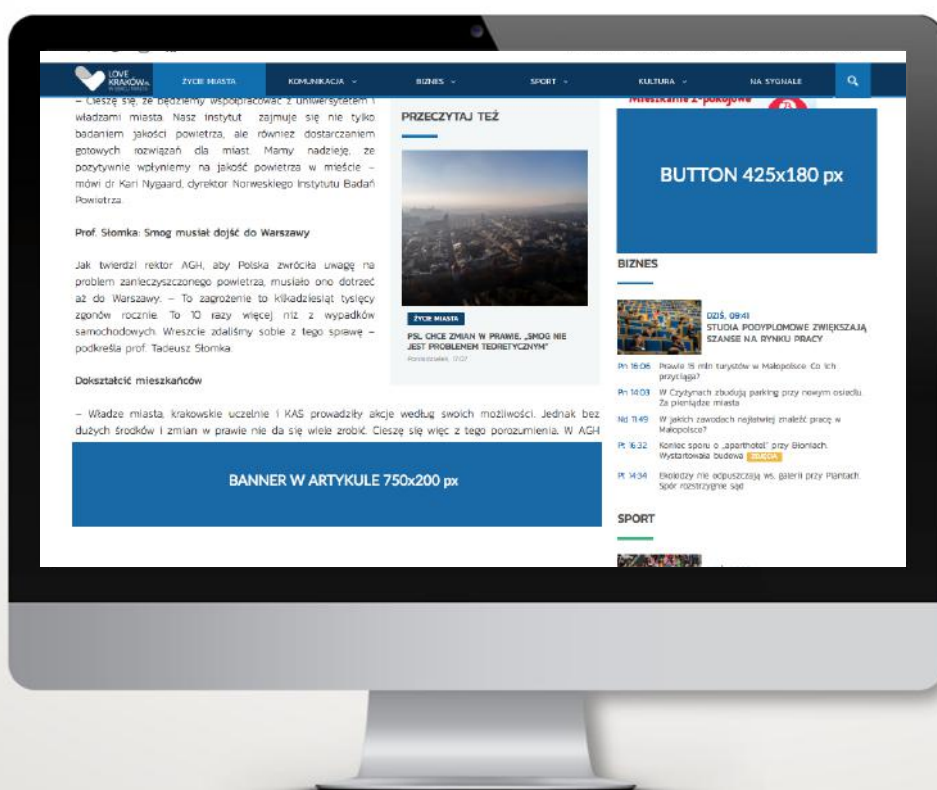 LOVE
KRAKÓW.PL
ŻYCIE MIASTA
KOMUNIKACJA
BIZNES
SPORT
KULTURA
NA SYGNALE
– Cieszę się, że będziemy współpracować z uniwersytetem i
władzami miasta. Nasz instytut zajmuje się nie tylko
badaniem jakości powietrza, ale również dostarczaniem
gotowych rozwiązań dla miast. Mamy nadzieję, że
pozytywnie wpłyniemy na jakość powietrza w mieście –
mówi dr Kari Nygaard, dyrektor Norweskiego Instytutu Badań
Powietrza.
Prof. Słomka: Smog musiał dojść do Warszawy
Jak twierdzi rektor AGH, aby Polska zwróciła uwagę na
problem zanieczyszczonego powietrza, musiało ono dotrzeć
aż do Warszawy. – To zagrożenie to kilkadziesiąt tysięcy
zgonów rocznie. To 10 razy więcej niż z wypadków
samochodowych. Wreszcie zdaliśmy sobie z tego sprawę –
podkreśla prof. Tadeusz Słomka.
Dokształcić mieszkańców
– Władze miasta, krakowskie uczelnie i KAS prowadziły akcje według swoich możliwości. Jednak bez
dużych środków i zmian w prawie nie da się wiele zrobić. Cieszę się więc z tego porozumienia. W AGH
BANNER W ARTYKULE 750x200 px
PRZECZYTAJ TEŻ
ŻYCIE MIASTA
PSL CHCE ZMIAN W PRAWIE. „SMOG NIE
JEST PROBLEMEM TEORETYCZNYM"
Poniedziałek, 17:07
Mieszkanie 2-pokojowe
BUTTON 425x180 px
BIZNES
DZIŚ, 09:41
STUDIA PODYPLOMOWE ZWIĘKSZAJĄ
SZANSE NA RYNKU PRACY
Pn 16:06 Prawie 15 mln turystów w Małopolsce. Co ich
przyciąga?
Pn 14:03 W Czyżynach zbudują parking przy nowym osiedlu.
Za pieniądze miasta
Nd 11:49 W jakich zawodach najłatwiej znaleźć pracę w
Małopolsce?
Pt 16:32 Koniec sporu o „aparthotel" przy Błoniach.
Wystartowała budowa ZDJĘCIA
Pt 14:34 Ekolodzy nie odpuszczają ws. galerii przy Plantach.
Spór rozstrzygnie sąd
SPORT